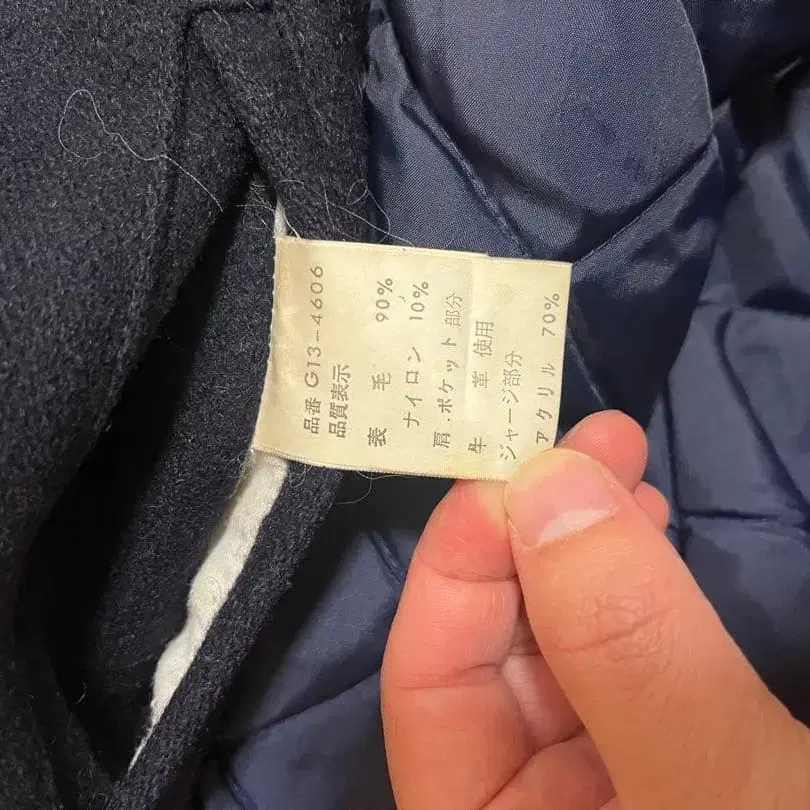 品番 G13-4606
品質表示
表 毛 90%
ナイロン 10%
肩.ポケット部分
牛 革 使用
ジャージ部分
アクリル 70%